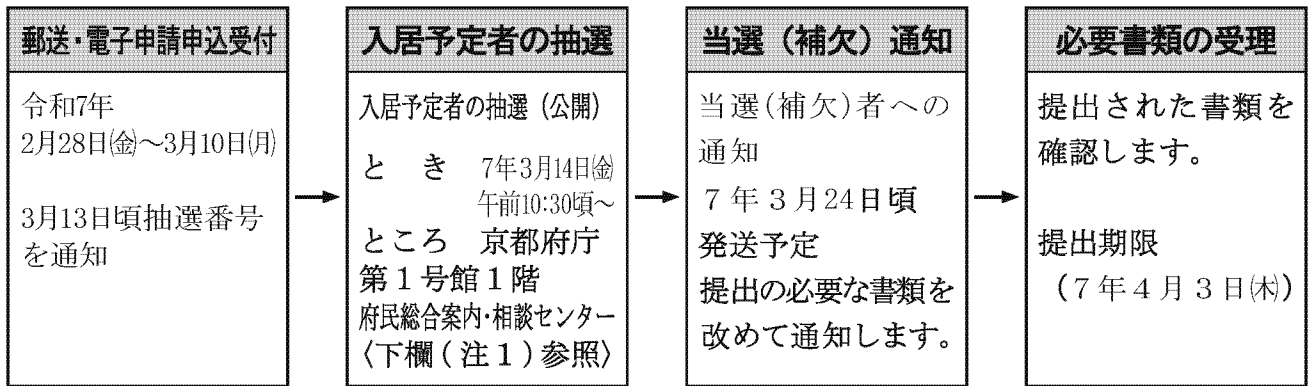 郵送・電子申請申込受付
令和7年
2月28日㈮～3月10日㈪
3月13日頃抽選番号
を通知
入居予定者の抽選
入居予定者の抽選（公開）
と　き　7年3月14日㈮
午前10:30頃～
ところ　京都府庁
第１号館１階
府民総合案内・相談センター
〈下欄(注１)参照〉
当選（補欠）通知
当選(補欠)者への
通知
７年３月24日頃
発送予定
提出の必要な書類を
改めて通知します。
必要書類の受理
提出された書類を
確認します。
提出期限
（７年４月３日㈭）